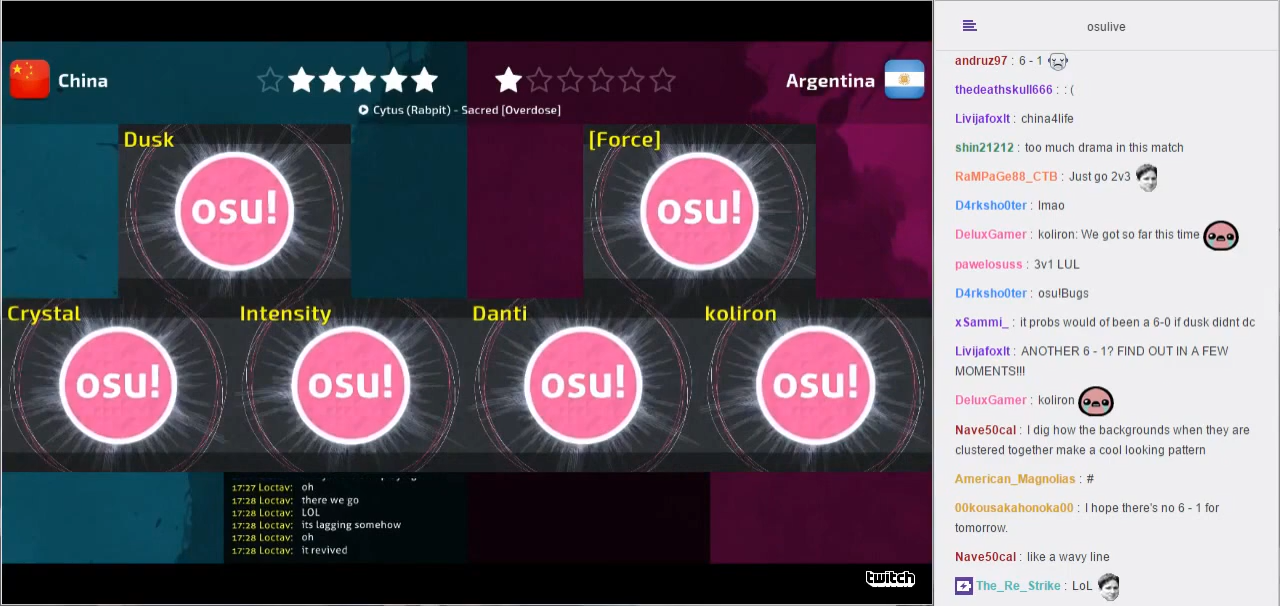 China
Argentina
Cytus (Rabpit) - Sacred [Overdose]
Dusk
[Force]
osu!
osu!
Crystal
Intensity
Danti
koliron
osu!
osu!
osu!
osu!
17:27 Loctav: oh
17:28 Loctav: there we go
17:28 Loctav: LOL
17:28 Loctav: its lagging somehow
17:28 Loctav: oh
17:28 Loctav: it revived
twitch
osulive
andruz97 : 6 - 1
thedeathskull666 : : (
Livijafoxlt : china4life
shin21212 : too much drama in this match
RaMPaGe88_CTB : Just go 2v3
D4rksho0ter : lmao
DeluxGamer : koliron: We got so far this time
pawelosuss : 3v1 LUL
D4rksho0ter : osu!Bugs
xSammi_ : it probs would of been a 6-0 if dusk didnt dc
Livijafoxlt : ANOTHER 6 - 1? FIND OUT IN A FEW
MOMENTS!!!
DeluxGamer : koliron
Nave50cal : I dig how the backgrounds when they are
clustered together make a cool looking pattern
American_Magnolias : #
00kousakahonoka00 : I hope there's no 6 - 1 for
tomorrow.
Nave50cal : like a wavy line
The_Re_Strike : LoL